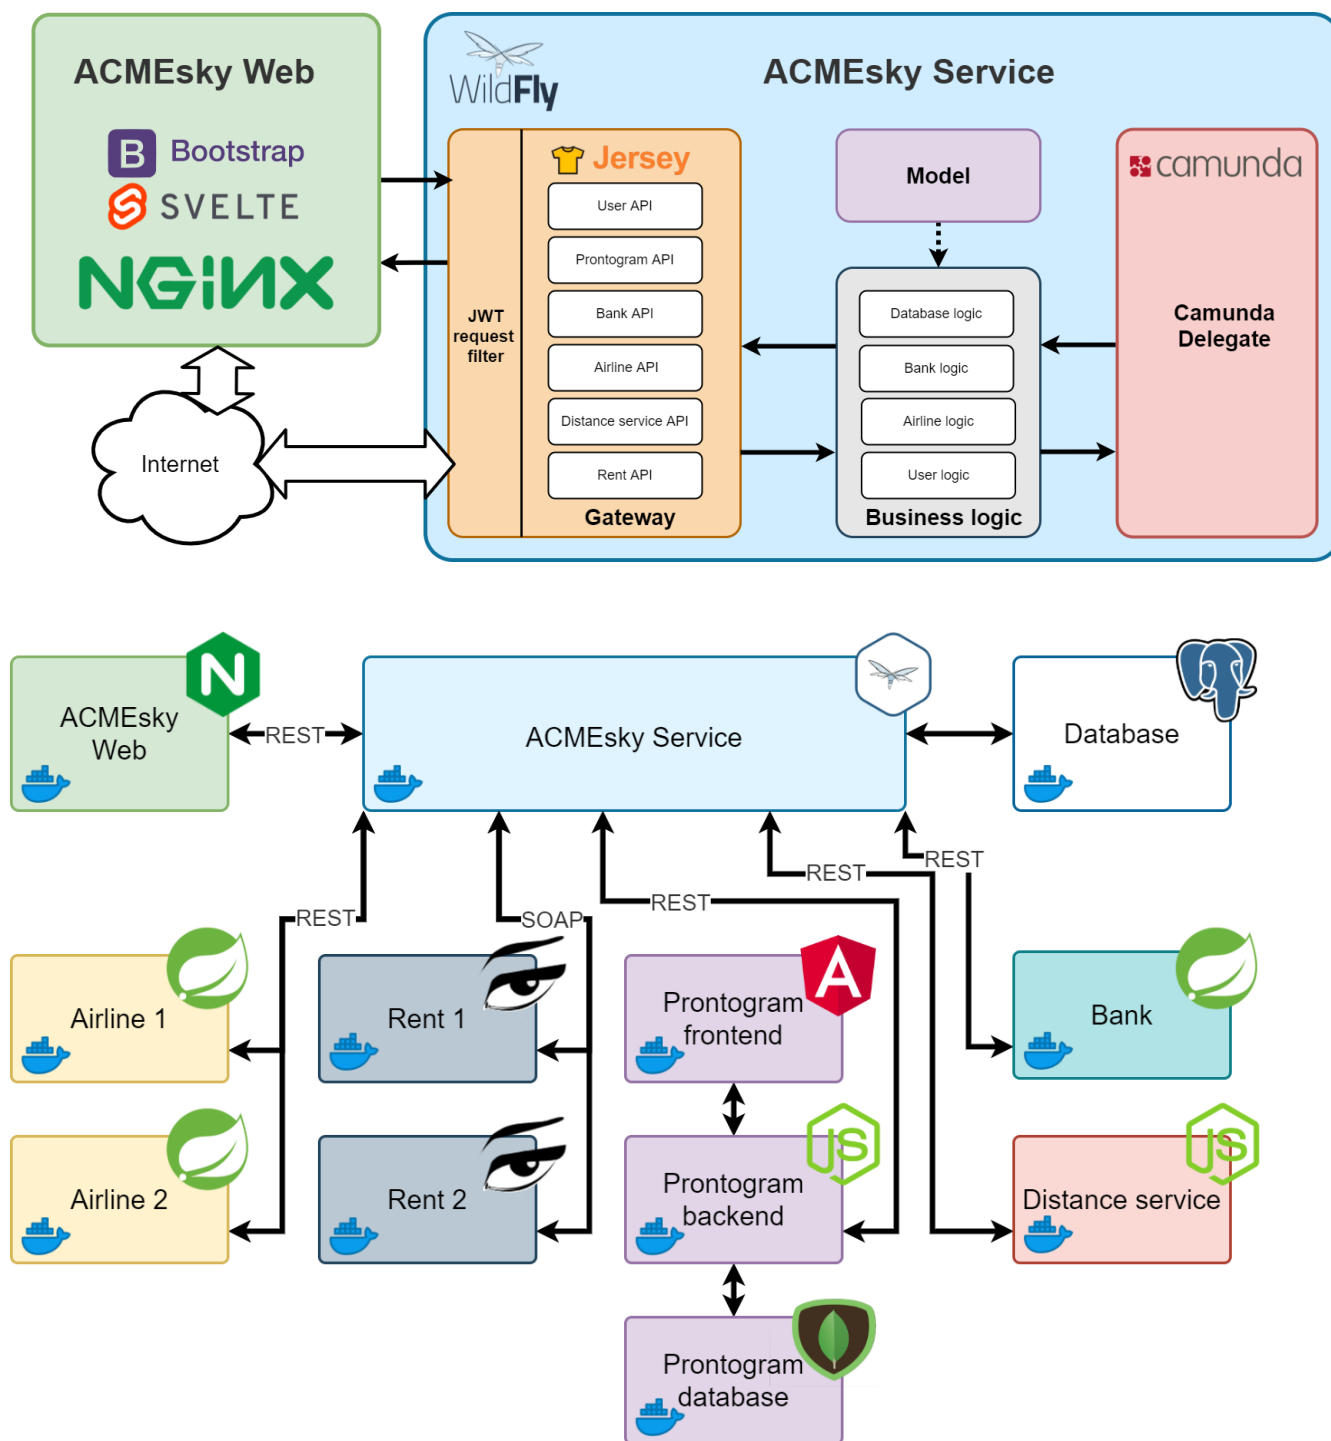 ACMEsky Web
Bootstrap
SVELTE
NGINX
Internet
WildFly
ACMEsky Service
JWT
request
filter
Jersey
User API
Prontogram API
Bank API
Airline API
Distance service API
Rent API
Gateway
Model
Database logic
Bank logic
Airline logic
User logic
Business logic
camunda
Camunda
Delegate
ACMEsky
Web
REST
ACMEsky Service
Database
REST
SOAP
REST
REST
REST
Airline 1
Rent 1
Prontogram
frontend
Bank
Airline 2
Rent 2
Prontogram
backend
JS
Distance service
JS
Prontogram
database